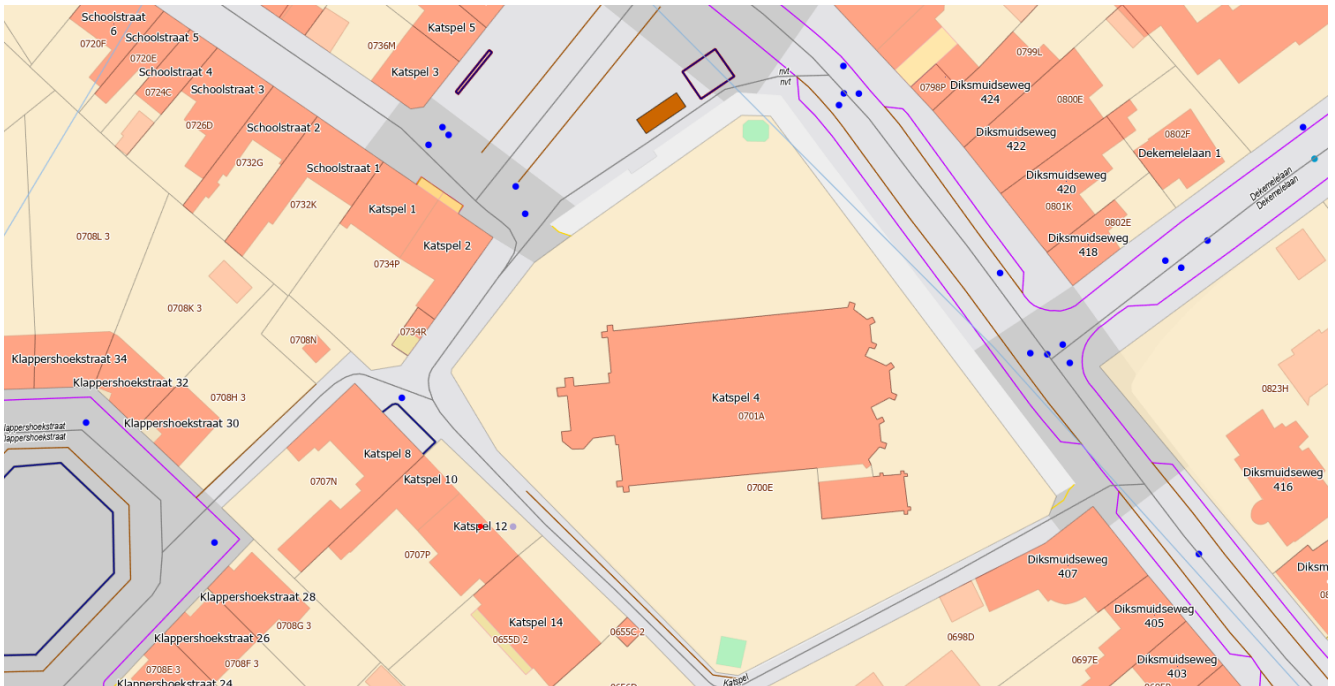 Schoolstraat
6
0720F
Schoolstraat 5
0720E
Schoolstraat 4
0724C
Schoolstraat 3
0726D
Schoolstraat 2
0732G
Schoolstraat 1
0732K
0736M
Katspel 5
Katspel 3
Katspel 1
Katspel 2
0734P
0734R
nvt
nvt
0798P
0799L
Diksmuidseweg
424
0800E
Diksmuidseweg
422
0802F
Dekemelelaan 1
Diksmuidseweg
420
0801K
0802E
Diksmuidseweg
418
Dekemelelaan
Dekemelelaan
0708L 3
0708K 3
0708N
Klappershoekstraat 34
Klappershoekstraat 32
0708H 3
Klappershoekstraat 30
Klappershoekstraat
Klappershoekstraat
Katspel 4
0701A
0823H
Katspel 8
0707N
Katspel 10
0700E
Diksmuidseweg
416
Katspel 12
0707P
Diksmuidseweg
407
Klappershoekstraat 28
0708G 3
Katspel 14
Diksmuidseweg
405
Klappershoekstraat 26
0655D 2
0655C 2
0698D
0708F 3
0708E 3
0697E
Diksmuidseweg
403
Klappershoekstraat 24
Katspel